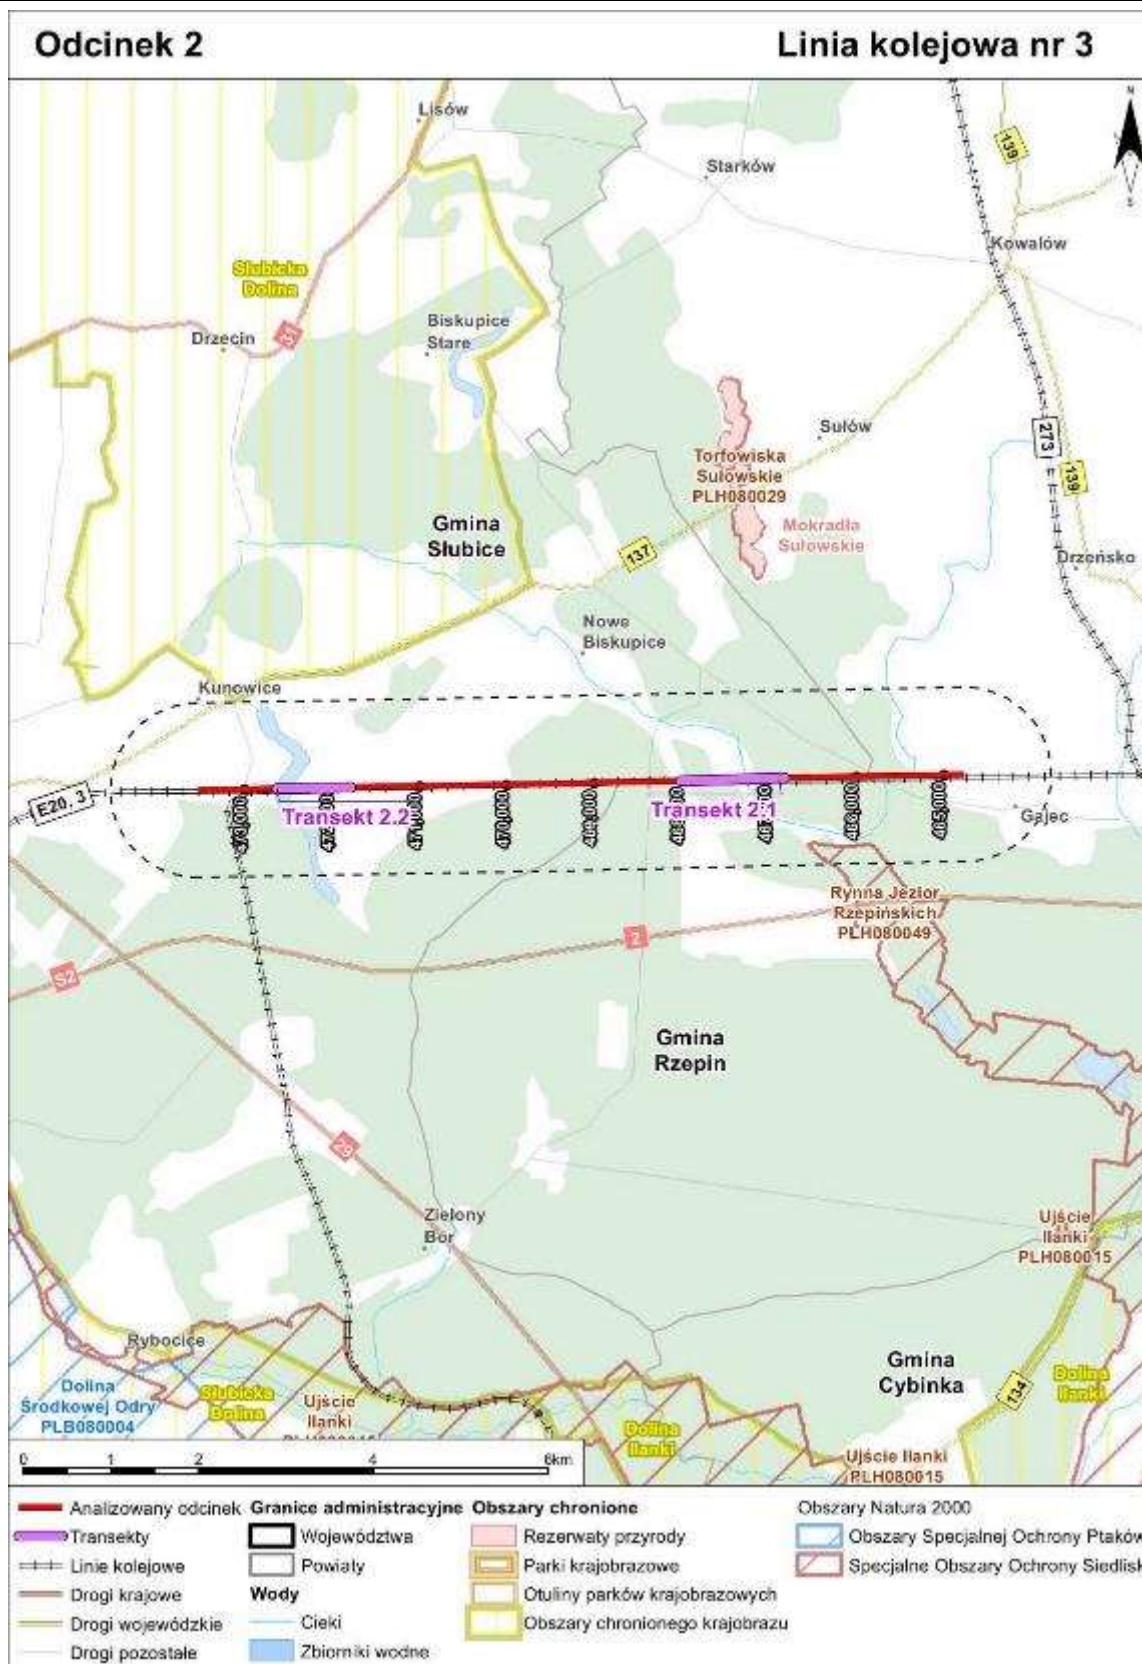 Odcinek 2
Linia kolejowa nr 3
N
Lisów
Starków
139
Kowalów
Słubicka
Dolina
Drzecin
31
Biskupice
Stare
Sułów
273
139
Torfowiska
Sułowskie
PLH080029
Gmina
Słubice
Mokradła
Sułowskie
137
Drzeńsko
Nowe
Biskupice
Kunowice
E20, 3
Transekt 2.2
Transekt 2.1
470,000
466,000
465,000
Gajec
Rynna Jezior
Rzepińskich
PLH080049
2
S2
Gmina
Rzepin
29
Zielony
Bór
Ujście
Ilanki
PLH080015
Rybocice
Gmina
Cybinka
Dolina
Środkowej Odry
PLB080004
Słubicka
Dolina
Ujście
Ilanki
Dolina
Ilanki
134
Dolina
Ilanki
Ujście Ilanki
PLH080015
0 1 2 4 6km
Analizowany odcinek
Transekty
Linie kolejowe
Drogi krajowe
Drogi wojewódzkie
Drogi pozostałe
Granice administracyjne
Województwa
Powiaty
Wody
Cieki
Zbiorniki wodne
Obszary chronione
Rezerwaty przyrody
Parki krajobrazowe
Otuliny parków krajobrazowych
Obszary chronionego krajobrazu
Obszary Natura 2000
Obszary Specjalnej Ochrony Ptaków
Specjalne Obszary Ochrony Siedlisk